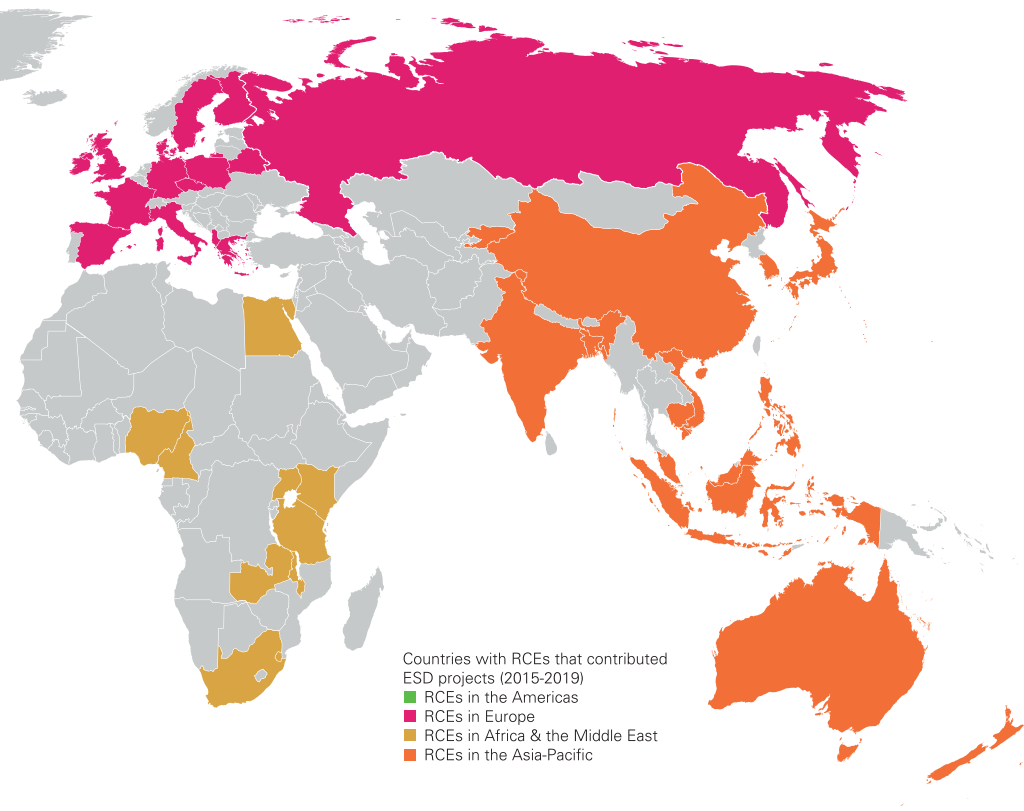 Countries with RCEs that contributed
ESD projects (2015-2019)
RCEs in the Americas
RCEs in Europe
RCEs in Africa & the Middle East
RCEs in the Asia-Pacific